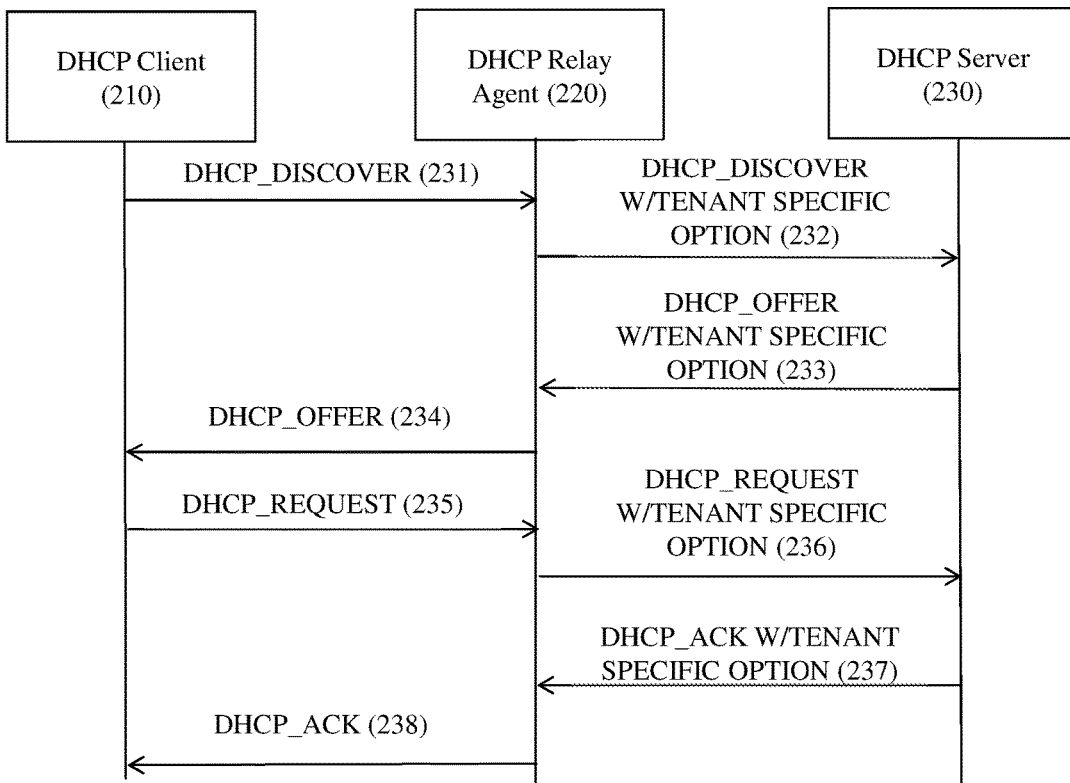 DHCP Client
(210)
DHCP Relay
Agent (220)
DHCP Server
(230)
DHCP_DISCOVER (231)
DHCP_DISCOVER
W/TENANT SPECIFIC
OPTION (232)
DHCP_OFFER
W/TENANT SPECIFIC
OPTION (233)
DHCP_OFFER (234)
DHCP_REQUEST (235)
DHCP_REQUEST
W/TENANT SPECIFIC
OPTION (236)
DHCP_ACK W/TENANT
SPECIFIC OPTION (237)
DHCP_ACK (238)